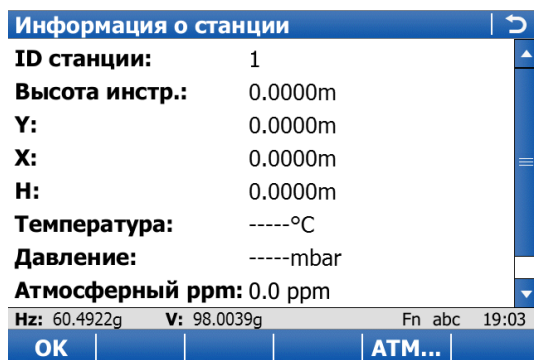 Информация о станции
ID станции: 1
Высота инстр.: 0.0000m
Y: 0.0000m
X: 0.0000m
H: 0.0000m
Температура: -----°C
Давление: -----mbar
Атмосферный ppm: 0.0 ppm
Hz: 60.4922g V: 98.0039g Fn abc 19:03
OK ATM...